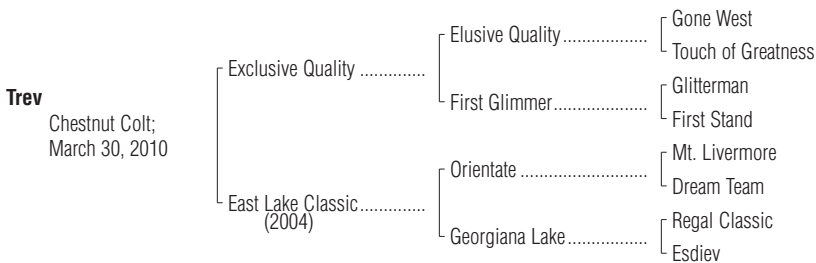 Trev
Chestnut Colt;
March 30, 2010
Exclusive Quality ..............
East Lake Classic..............
(2004)
Elusive Quality..................
First Glimmer....................
Orientate ...........................
Georgiana Lake.................
Gone West
Touch of Greatness
Glitterman
First Stand
Mt. Livermore
Dream Team
Regal Classic
Esdiev